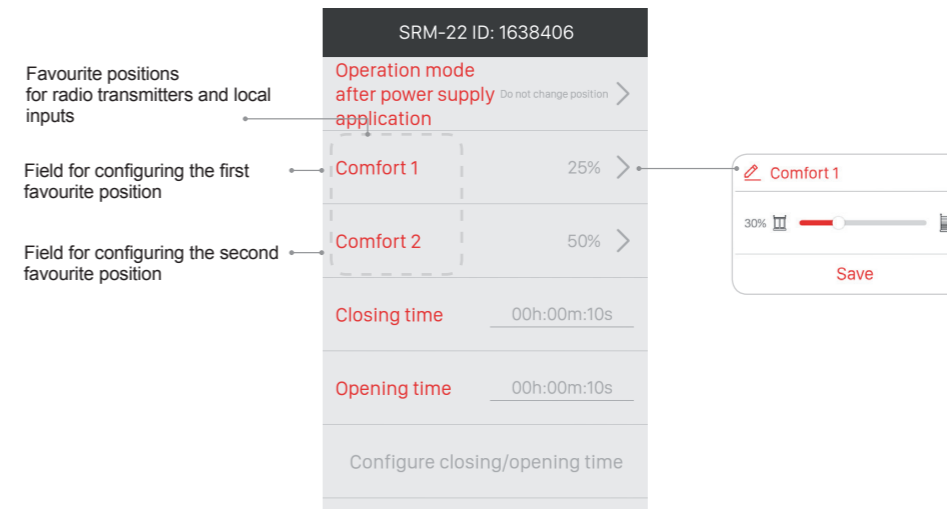 SRM-22 ID: 1638406
Favourite positions
for radio transmitters and local
inputs
Operation mode
after power supply
application
Do not change position
Field for configuring the first
favourite position
Comfort 1
25%
Comfort 1
30%
Save
Field for configuring the second
favourite position
Comfort 2
50%
Closing time
00h:00m:10s
Opening time
00h:00m:10s
Configure closing/opening time